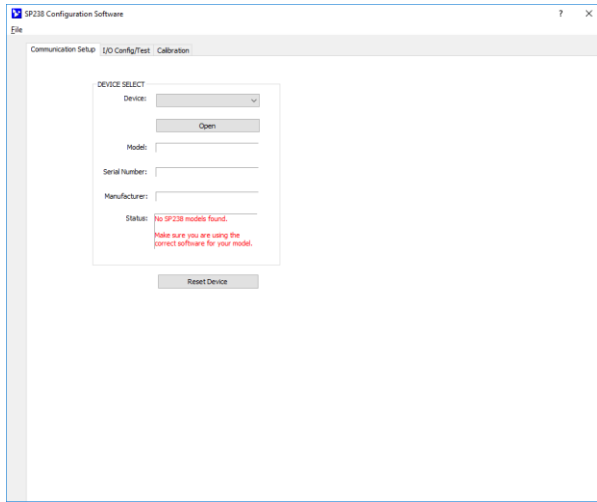 SP238 Configuration Software ? ×
File
Communication Setup I/O Config/Test Calibration
DEVICE SELECT
Device:
Open
Model:
Serial Number:
Manufacturer:
Status: No SP238 models found.
Make sure you are using the
correct software for your model.
Reset Device